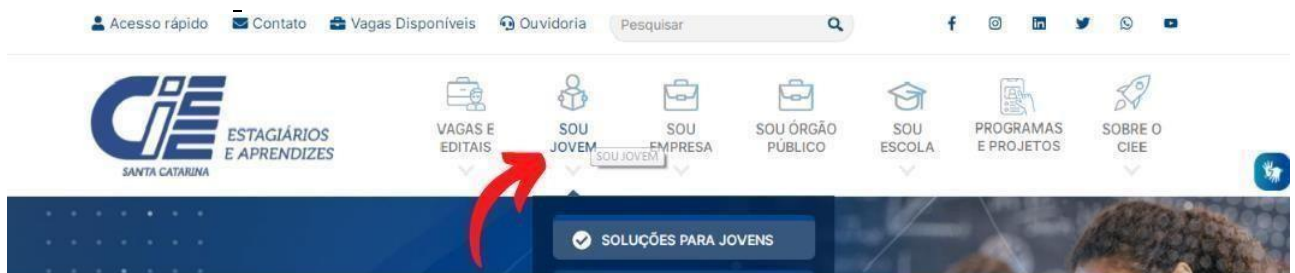 Acesso rápido Contato Vagas Disponíveis Ouvidoria Pesquisar
CIEE
ESTAGIÁRIOS
E APRENDIZES
SANTA CATARINA
VAGAS E
EDITAIS
SOU
JOVEM
SOU JOVEM
SOU
EMPRESA
SOU ÓRGÃO
PÚBLICO
SOU
ESCOLA
PROGRAMAS
E PROJETOS
SOBRE O
CIEE
SOLUÇÕES PARA JOVENS